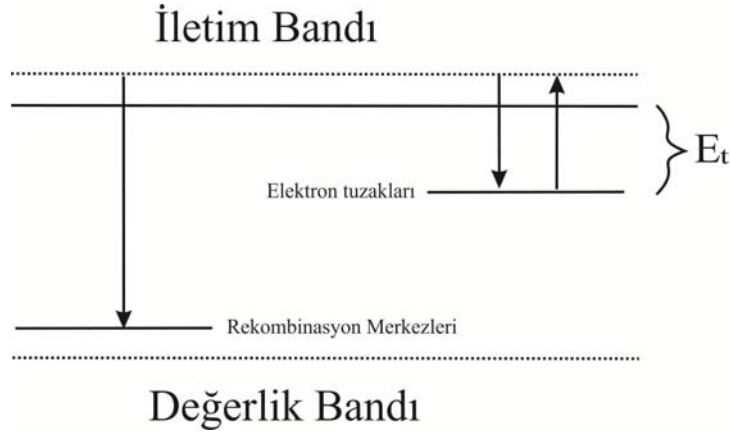 İletim Bandı
Et
Elektron tuzakları
Rekombinasyon Merkezleri
Değerlik Bandı